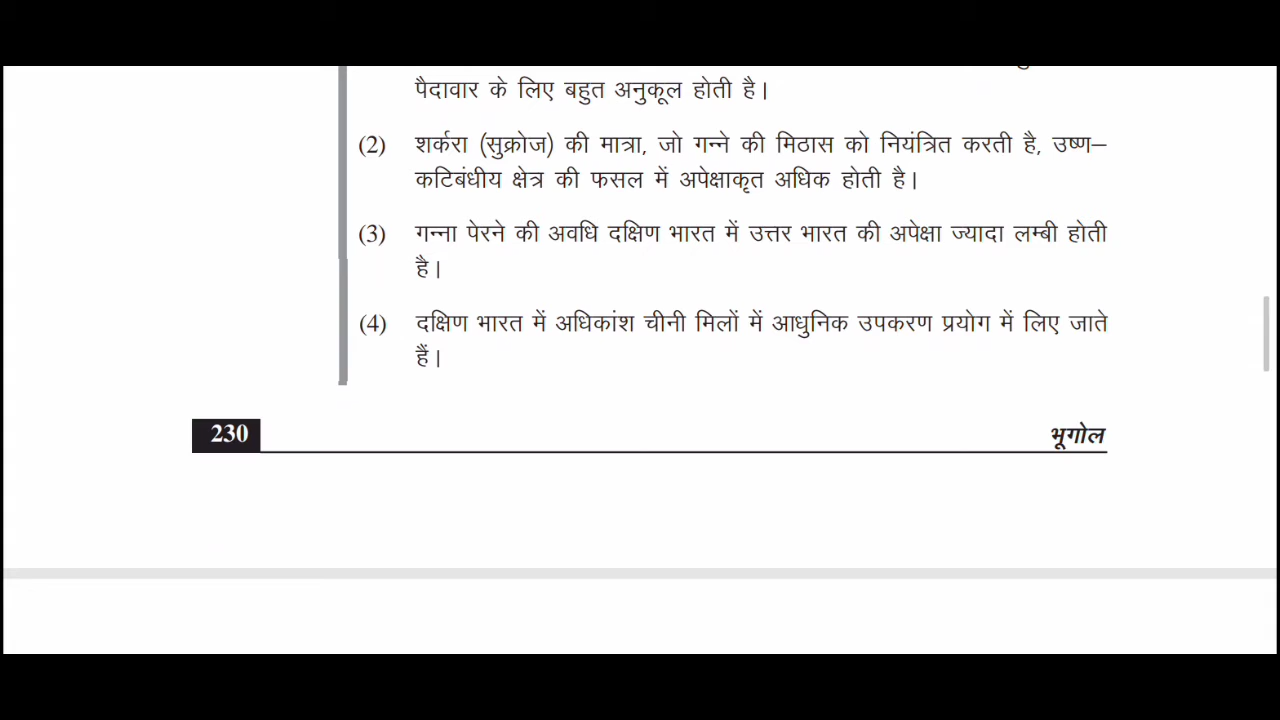 पैदावार के लिए बहुत अनुकूल होती है।
(2) शर्करा (सुक्रोज) की मात्रा, जो गन्ने की मिठास को नियंत्रित करती है, उष्ण–
कटिबंधीय क्षेत्र की फसल में अपेक्षाकृत अधिक होती है।
(3) गन्ना पेरने की अवधि दक्षिण भारत में उत्तर भारत की अपेक्षा ज्यादा लम्बी होती
है।
(4) दक्षिण भारत में अधिकांश चीनी मिलों में आधुनिक उपकरण प्रयोग में लिए जाते
हैं।
230 भूगोल